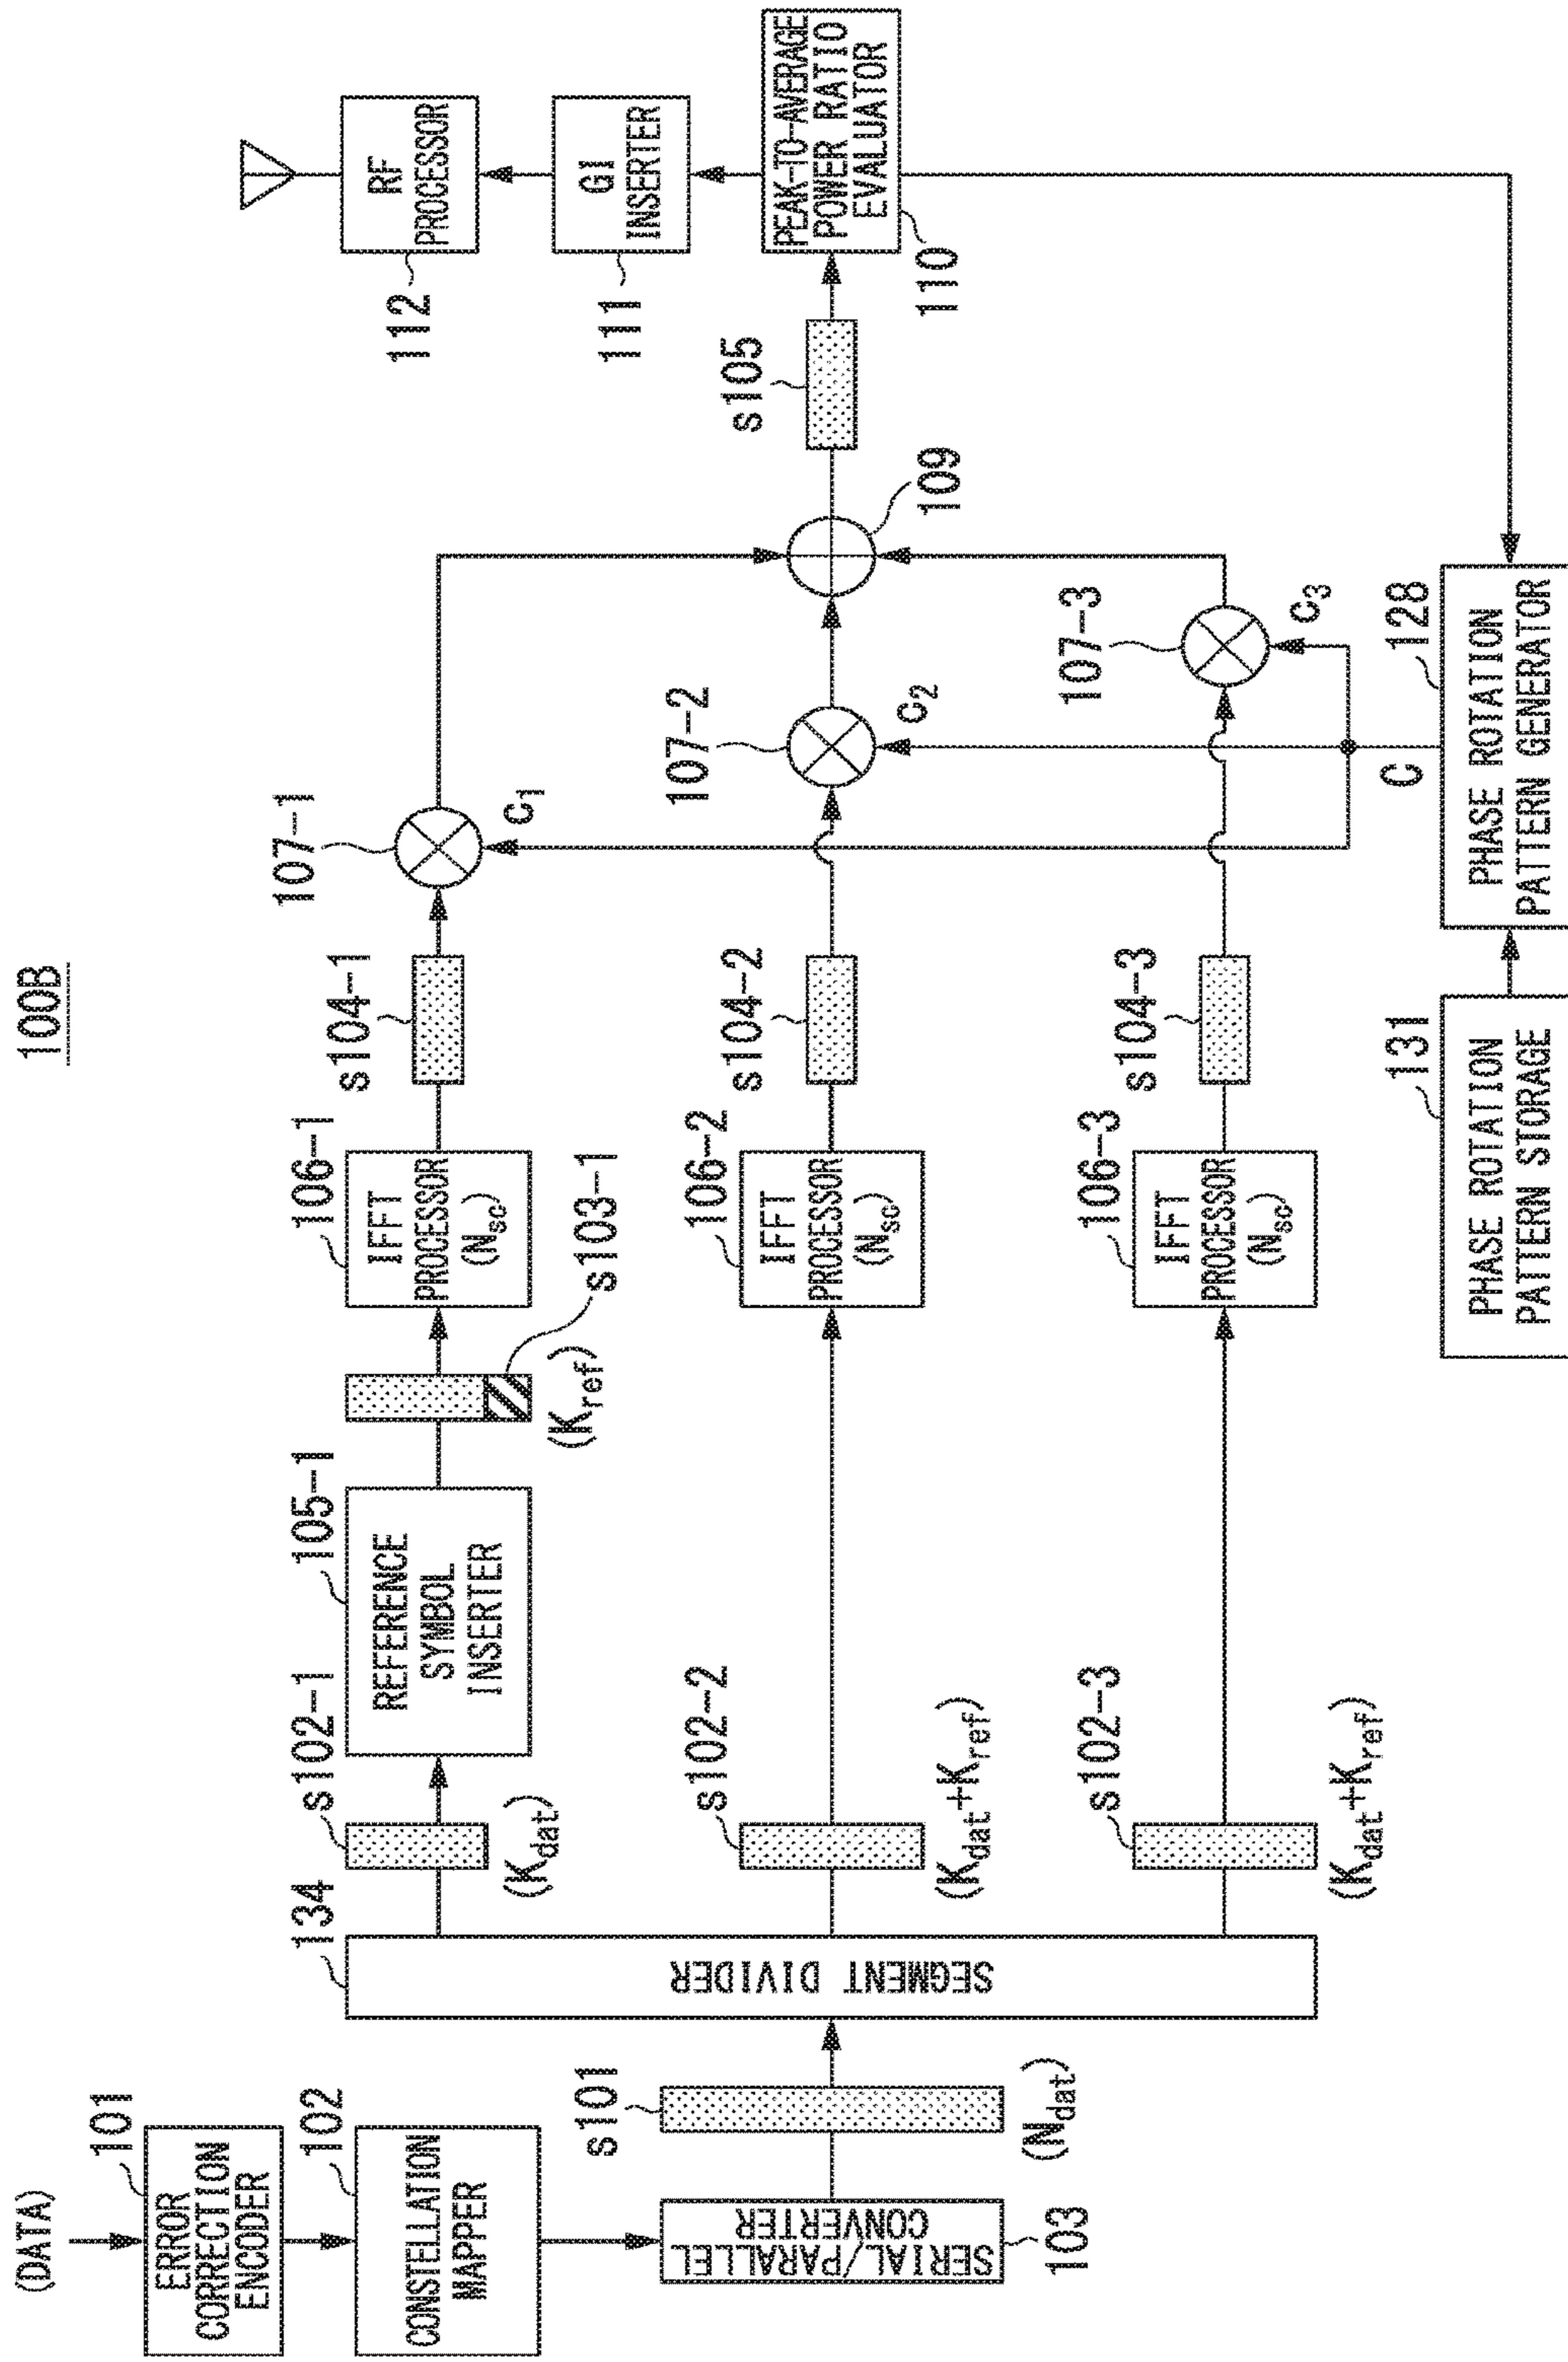 100B
(DATA)
101
ERROR
CORRECTION
ENCODER
102
CONSTELLATION
MAPPER
SERIAL/PARALLEL
CONVERTER
103
s101
(Ndat)
134
SEGMENT DIVIDER
s102-1
(Kdat)
s102-2
(Kdat+Kref)
s102-3
(Kdat+Kref)
105-1
REFERENCE
SYMBOL
INSERTER
s103-1
(Kref)
106-1
IFFT
PROCESSOR
(Nsc)
106-2
IFFT
PROCESSOR
(Nsc)
106-3
IFFT
PROCESSOR
(Nsc)
s104-1
s104-2
s104-3
107-1
c1
107-2
c2
107-3
c3
C
131
PHASE ROTATION
PATTERN STORAGE
128
PHASE ROTATION
PATTERN GENERATOR
109
s105
PEAK-TO-AVERAGE
POWER RATIO
EVALUATOR
110
GI
INSERTER
111
RF
PROCESSOR
112